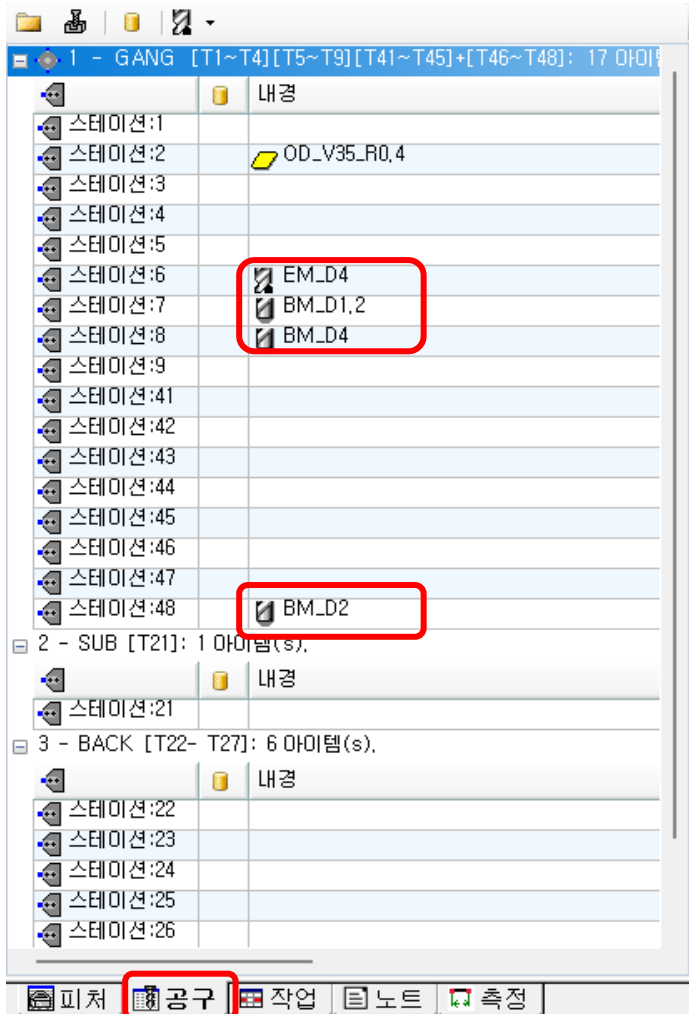 1 - GANG [T1~T4][T5~T9][T41~T45]+[T46~T48]: 17 아이
내경
스테이션:1
스테이션:2 OD_V35_R0,4
스테이션:3
스테이션:4
스테이션:5
스테이션:6 EM_D4
스테이션:7 BM_D1,2
스테이션:8 BM_D4
스테이션:9
스테이션:41
스테이션:42
스테이션:43
스테이션:44
스테이션:45
스테이션:46
스테이션:47
스테이션:48 BM_D2
2 - SUB [T21]: 1 아이템(s),
내경
스테이션:21
3 - BACK [T22- T27]: 6 아이템(s),
내경
스테이션:22
스테이션:23
스테이션:24
스테이션:25
스테이션:26
피처 공구 작업 노트 측정